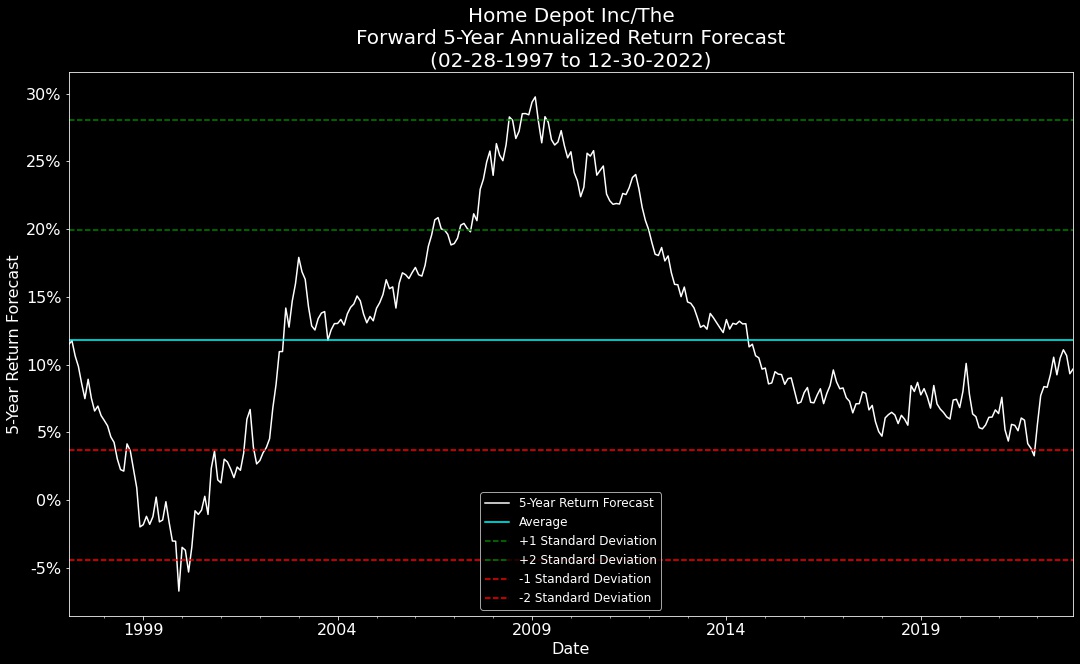 Home Depot Inc/The
Forward 5-Year Annualized Return Forecast
(02-28-1997 to 12-30-2022)
5-Year Return Forecast
30%
25%
20%
15%
10%
5%
0%
-5%
5-Year Return Forecast
Average
+1 Standard Deviation
+2 Standard Deviation
-1 Standard Deviation
-2 Standard Deviation
1999
2004
2009
2014
2019
Date